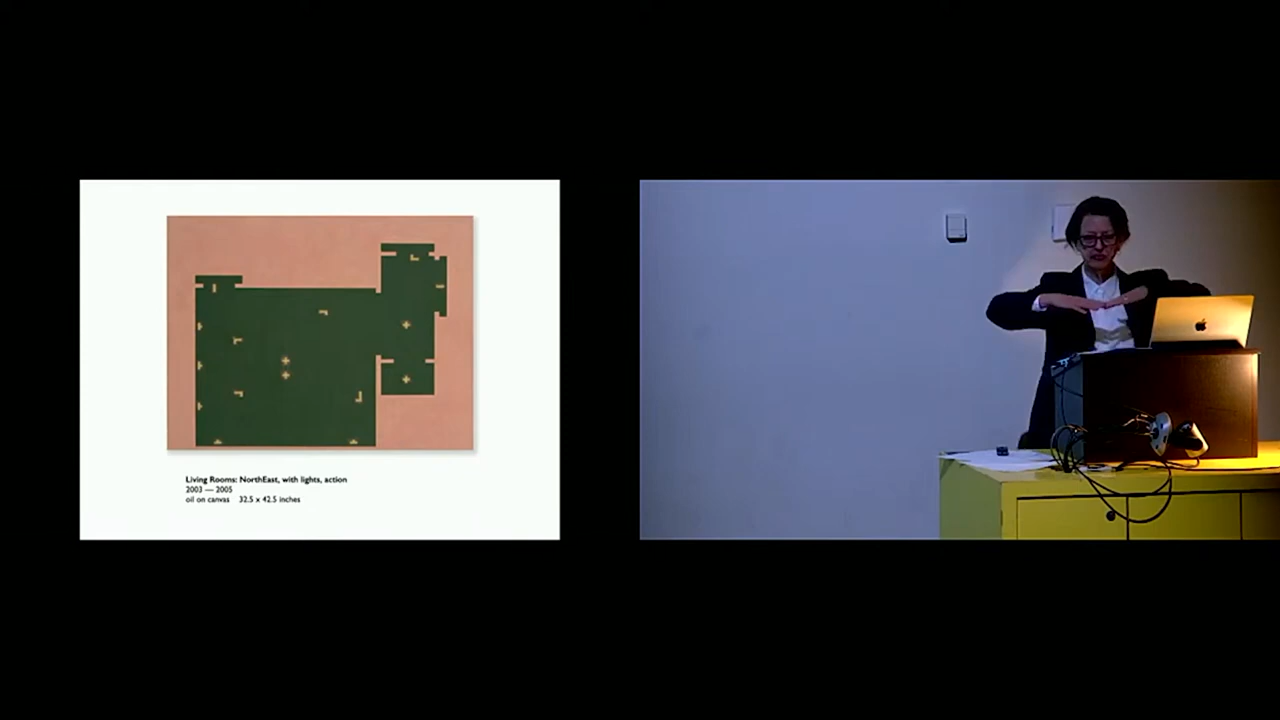 Living Rooms: NorthEast, with lights, action
2003 — 2005
oil on canvas 32.5 x 42.5 inches